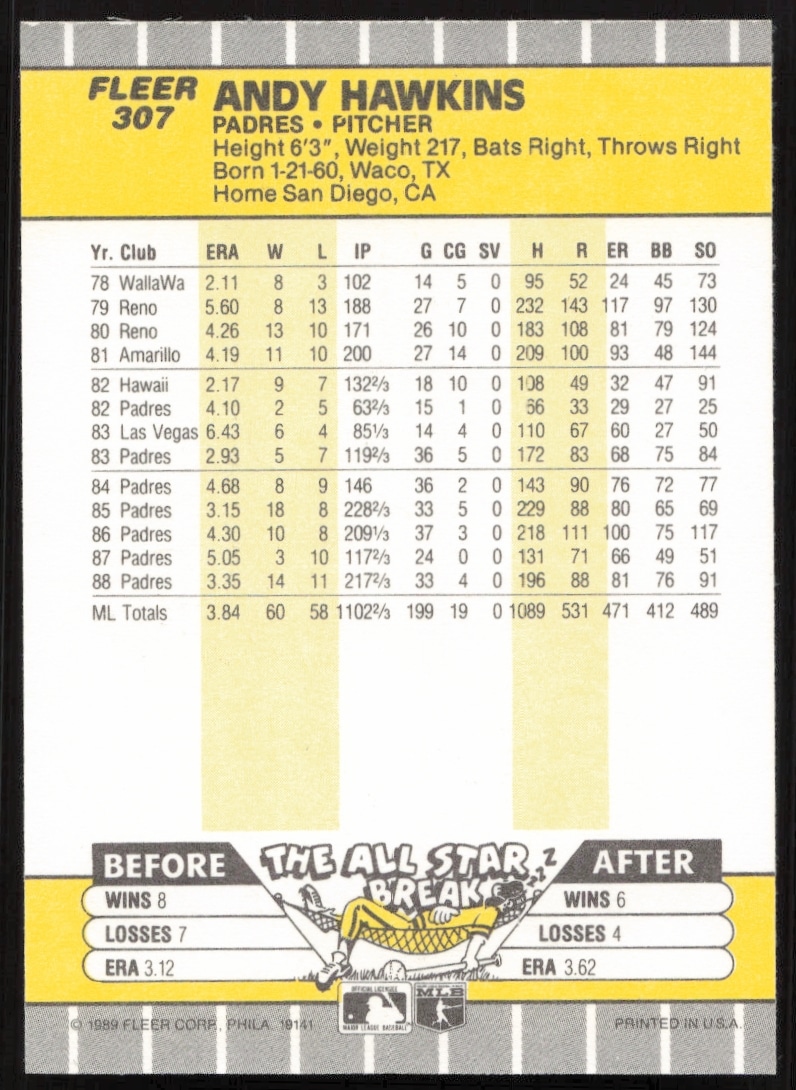 FLEER
307
ANDY HAWKINS
PADRES • PITCHER
Height 6'3", Weight 217, Bats Right, Throws Right
Born 1-21-60, Waco, TX
Home San Diego, CA
Yr. Club ERA W L IP G CG SV H R ER BB SO
78 WallaWa 2.11 8 3 102 14 5 0 95 52 24 45 73
79 Reno 5.60 8 13 188 27 7 0 232 143 117 97 130
80 Reno 4.26 13 10 171 26 10 0 183 108 81 79 124
81 Amarillo 4.19 11 10 200 27 14 0 209 100 93 48 144
82 Hawaii 2.17 9 7 132⅔ 18 10 0 108 49 32 47 91
82 Padres 4.10 2 5 63⅔ 15 1 0 66 33 29 27 25
83 Las Vegas 6.43 6 4 85⅓ 14 4 0 110 67 60 27 50
83 Padres 2.93 5 7 119⅔ 36 5 0 172 83 68 75 84
84 Padres 4.68 8 9 146 36 2 0 143 90 76 72 77
85 Padres 3.15 18 8 228⅔ 33 5 0 229 88 80 65 69
86 Padres 4.30 10 8 209⅓ 37 3 0 218 111 100 75 117
87 Padres 5.05 3 10 117⅔ 24 0 0 131 71 66 49 51
88 Padres 3.35 14 11 217⅔ 33 4 0 196 88 81 76 91
ML Totals 3.84 60 58 1102⅔ 199 19 0 1089 531 471 412 489
BEFORE THE ALL STAR BREAK AFTER
ZZZ
WINS 8 WINS 6
LOSSES 7 LOSSES 4
ERA 3.12 ERA 3.62
OFFICIAL LICENSEE
MAJOR LEAGUE BASEBALL
MLB
© 1989 FLEER CORP., PHILA. 19141 PRINTED IN U.S.A.